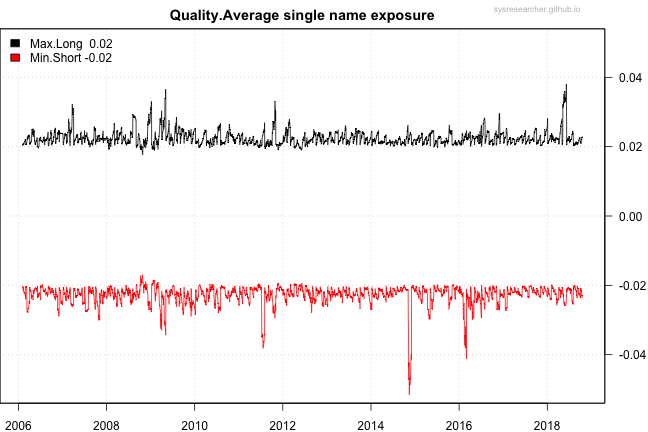 Quality.Average single name exposure
sysresearcher.github.io
Max.Long 0.02
Min.Short -0.02
0.04
0.02
0.00
-0.02
-0.04
2006 2008 2010 2012 2014 2016 2018